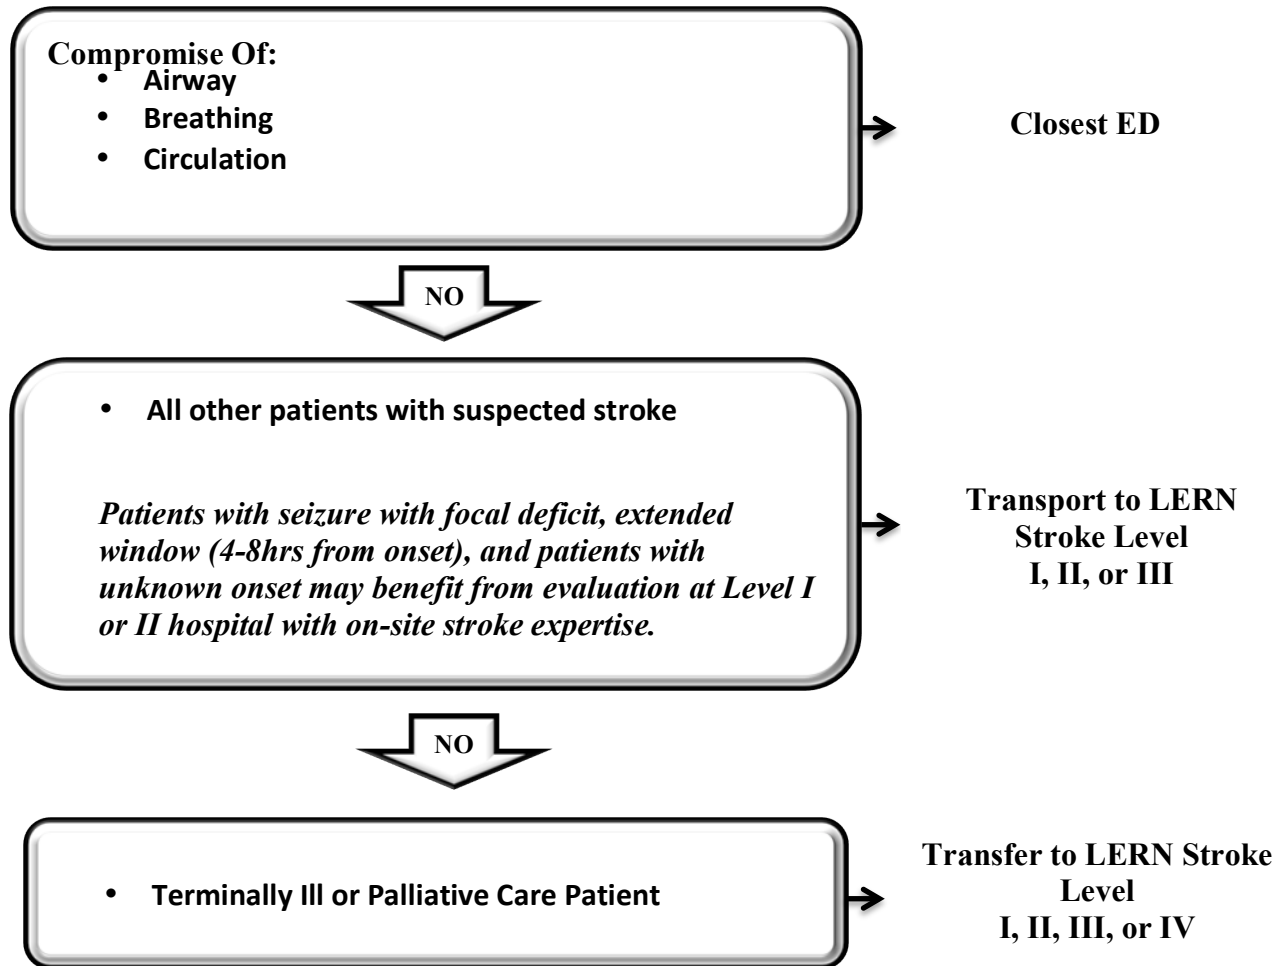 Compromise Of:
• Airway
• Breathing
• Circulation
Closest ED
NO
• All other patients with suspected stroke
Patients with seizure with focal deficit, extended
window (4-8hrs from onset), and patients with
unknown onset may benefit from evaluation at Level I
or II hospital with on-site stroke expertise.
Transport to LERN
Stroke Level
I, II, or III
NO
• Terminally Ill or Palliative Care Patient
Transfer to LERN Stroke
Level
I, II, III, or IV